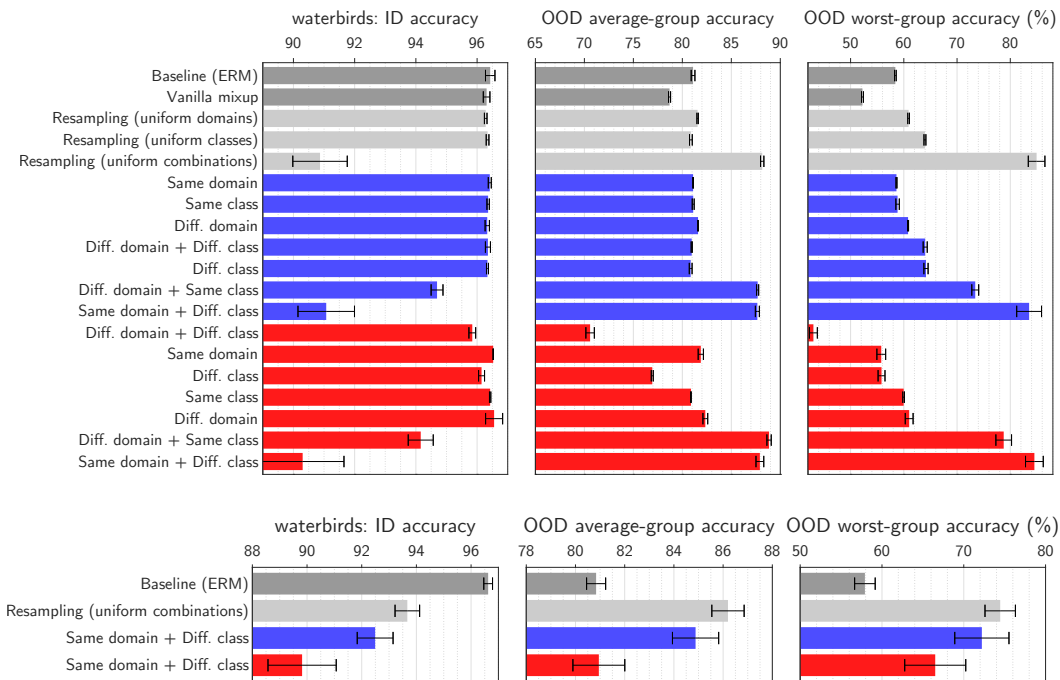 waterbirds: ID accuracy OOD average-group accuracy OOD worst-group accuracy (%)
90 92 94 96 65 70 75 80 85 90 50 60 70 80
Baseline (ERM)
Vanilla mixup
Resampling (uniform domains)
Resampling (uniform classes)
Resampling (uniform combinations)
Same domain
Same class
Diff. domain
Diff. domain + Diff. class
Diff. class
Diff. domain + Same class
Same domain + Diff. class
Diff. domain + Diff. class
Same domain
Diff. class
Same class
Diff. domain
Diff. domain + Same class
Same domain + Diff. class
waterbirds: ID accuracy OOD average-group accuracy OOD worst-group accuracy (%)
88 90 92 94 96 78 80 82 84 86 88 50 60 70 80
Baseline (ERM)
Resampling (uniform combinations)
Same domain + Diff. class
Same domain + Diff. class